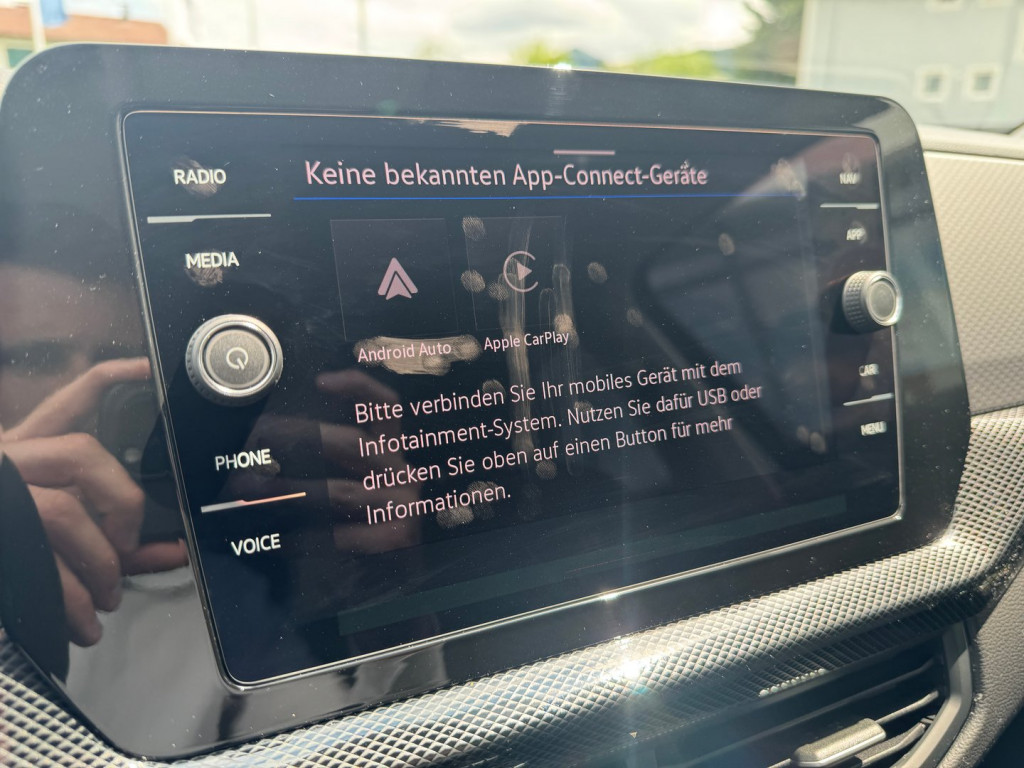 RADIO
MEDIA
PHONE
VOICE
Keine bekannten App-Connect-Geräte
Android Auto
Apple CarPlay
Bitte verbinden Sie Ihr mobiles Gerät mit dem
Infotainment-System. Nutzen Sie dafür USB oder
drücken Sie oben auf einen Button für mehr
Informationen.
NAV
APP
CAR
MENU